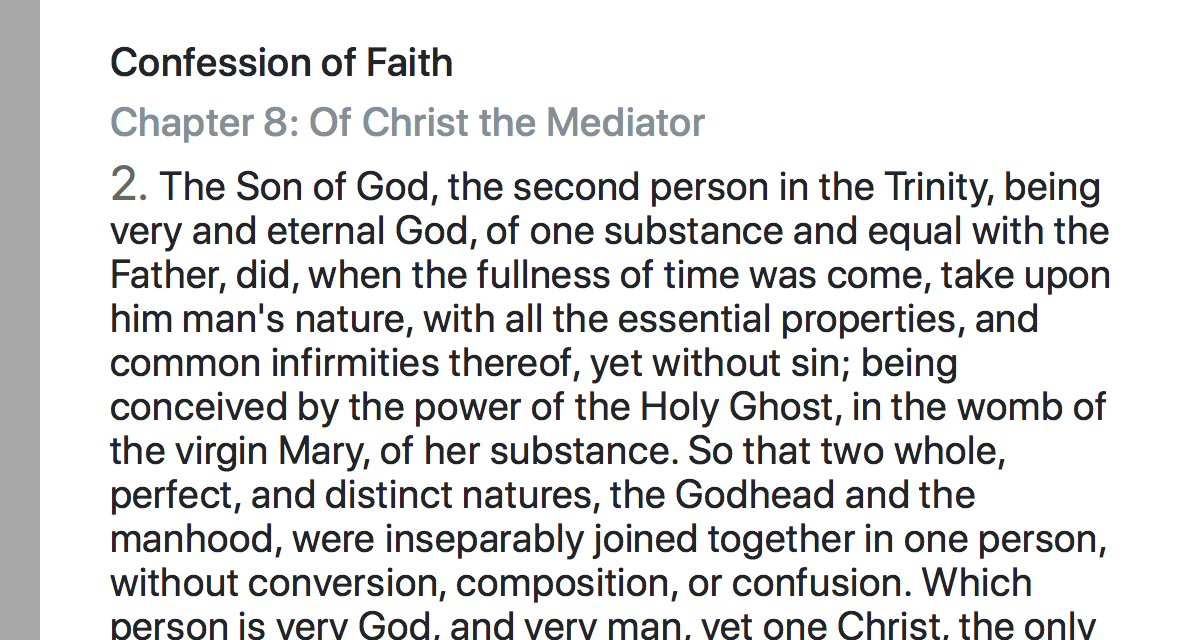 Confession of Faith
Chapter 8: Of Christ the Mediator
2. The Son of God, the second person in the Trinity, being
very and eternal God, of one substance and equal with the
Father, did, when the fullness of time was come, take upon
him man's nature, with all the essential properties, and
common infirmities thereof, yet without sin; being
conceived by the power of the Holy Ghost, in the womb of
the virgin Mary, of her substance. So that two whole,
perfect, and distinct natures, the Godhead and the
manhood, were inseparably joined together in one person,
without conversion, composition, or confusion. Which
person is very God, and very man, yet one Christ, the only